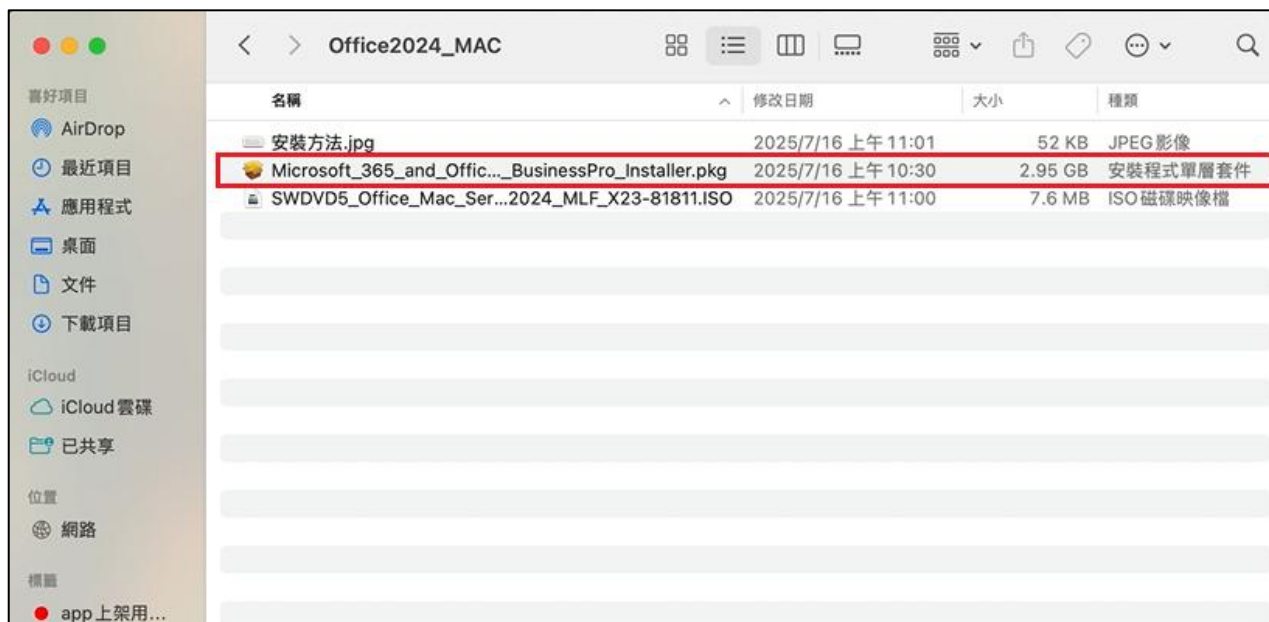 Office2024_MAC
喜好項目
AirDrop
最近項目
應用程式
桌面
文件
下載項目
iCloud
iCloud雲碟
已共享
位置
網路
標籤
app上架用...
名稱 修改日期 大小 種類
安裝方法.jpg 2025/7/16 上午11:01 52 KB JPEG影像
Microsoft_365_and_Offic..._BusinessPro_Installer.pkg 2025/7/16 上午10:30 2.95 GB 安裝程式單層套件
SWDVD5_Office_Mac_Ser...2024_MLF_X23-81811.ISO 2025/7/16 上午11:00 7.6 MB ISO磁碟映像檔